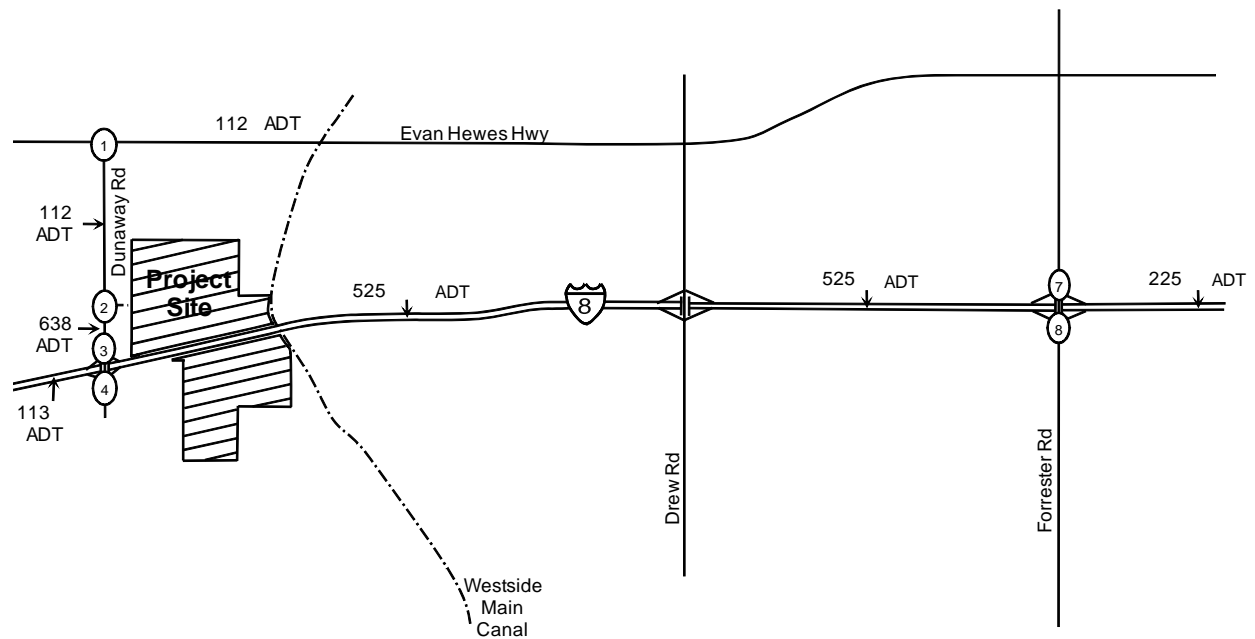 112 ADT
Evan Hewes Hwy
1
Dunaway Rd
112
ADT
Project
Site
2
638
ADT
3
4
113
ADT
525 ADT
8
525 ADT
7
8
225 ADT
Drew Rd
Forrester Rd
Westside
Main
Canal